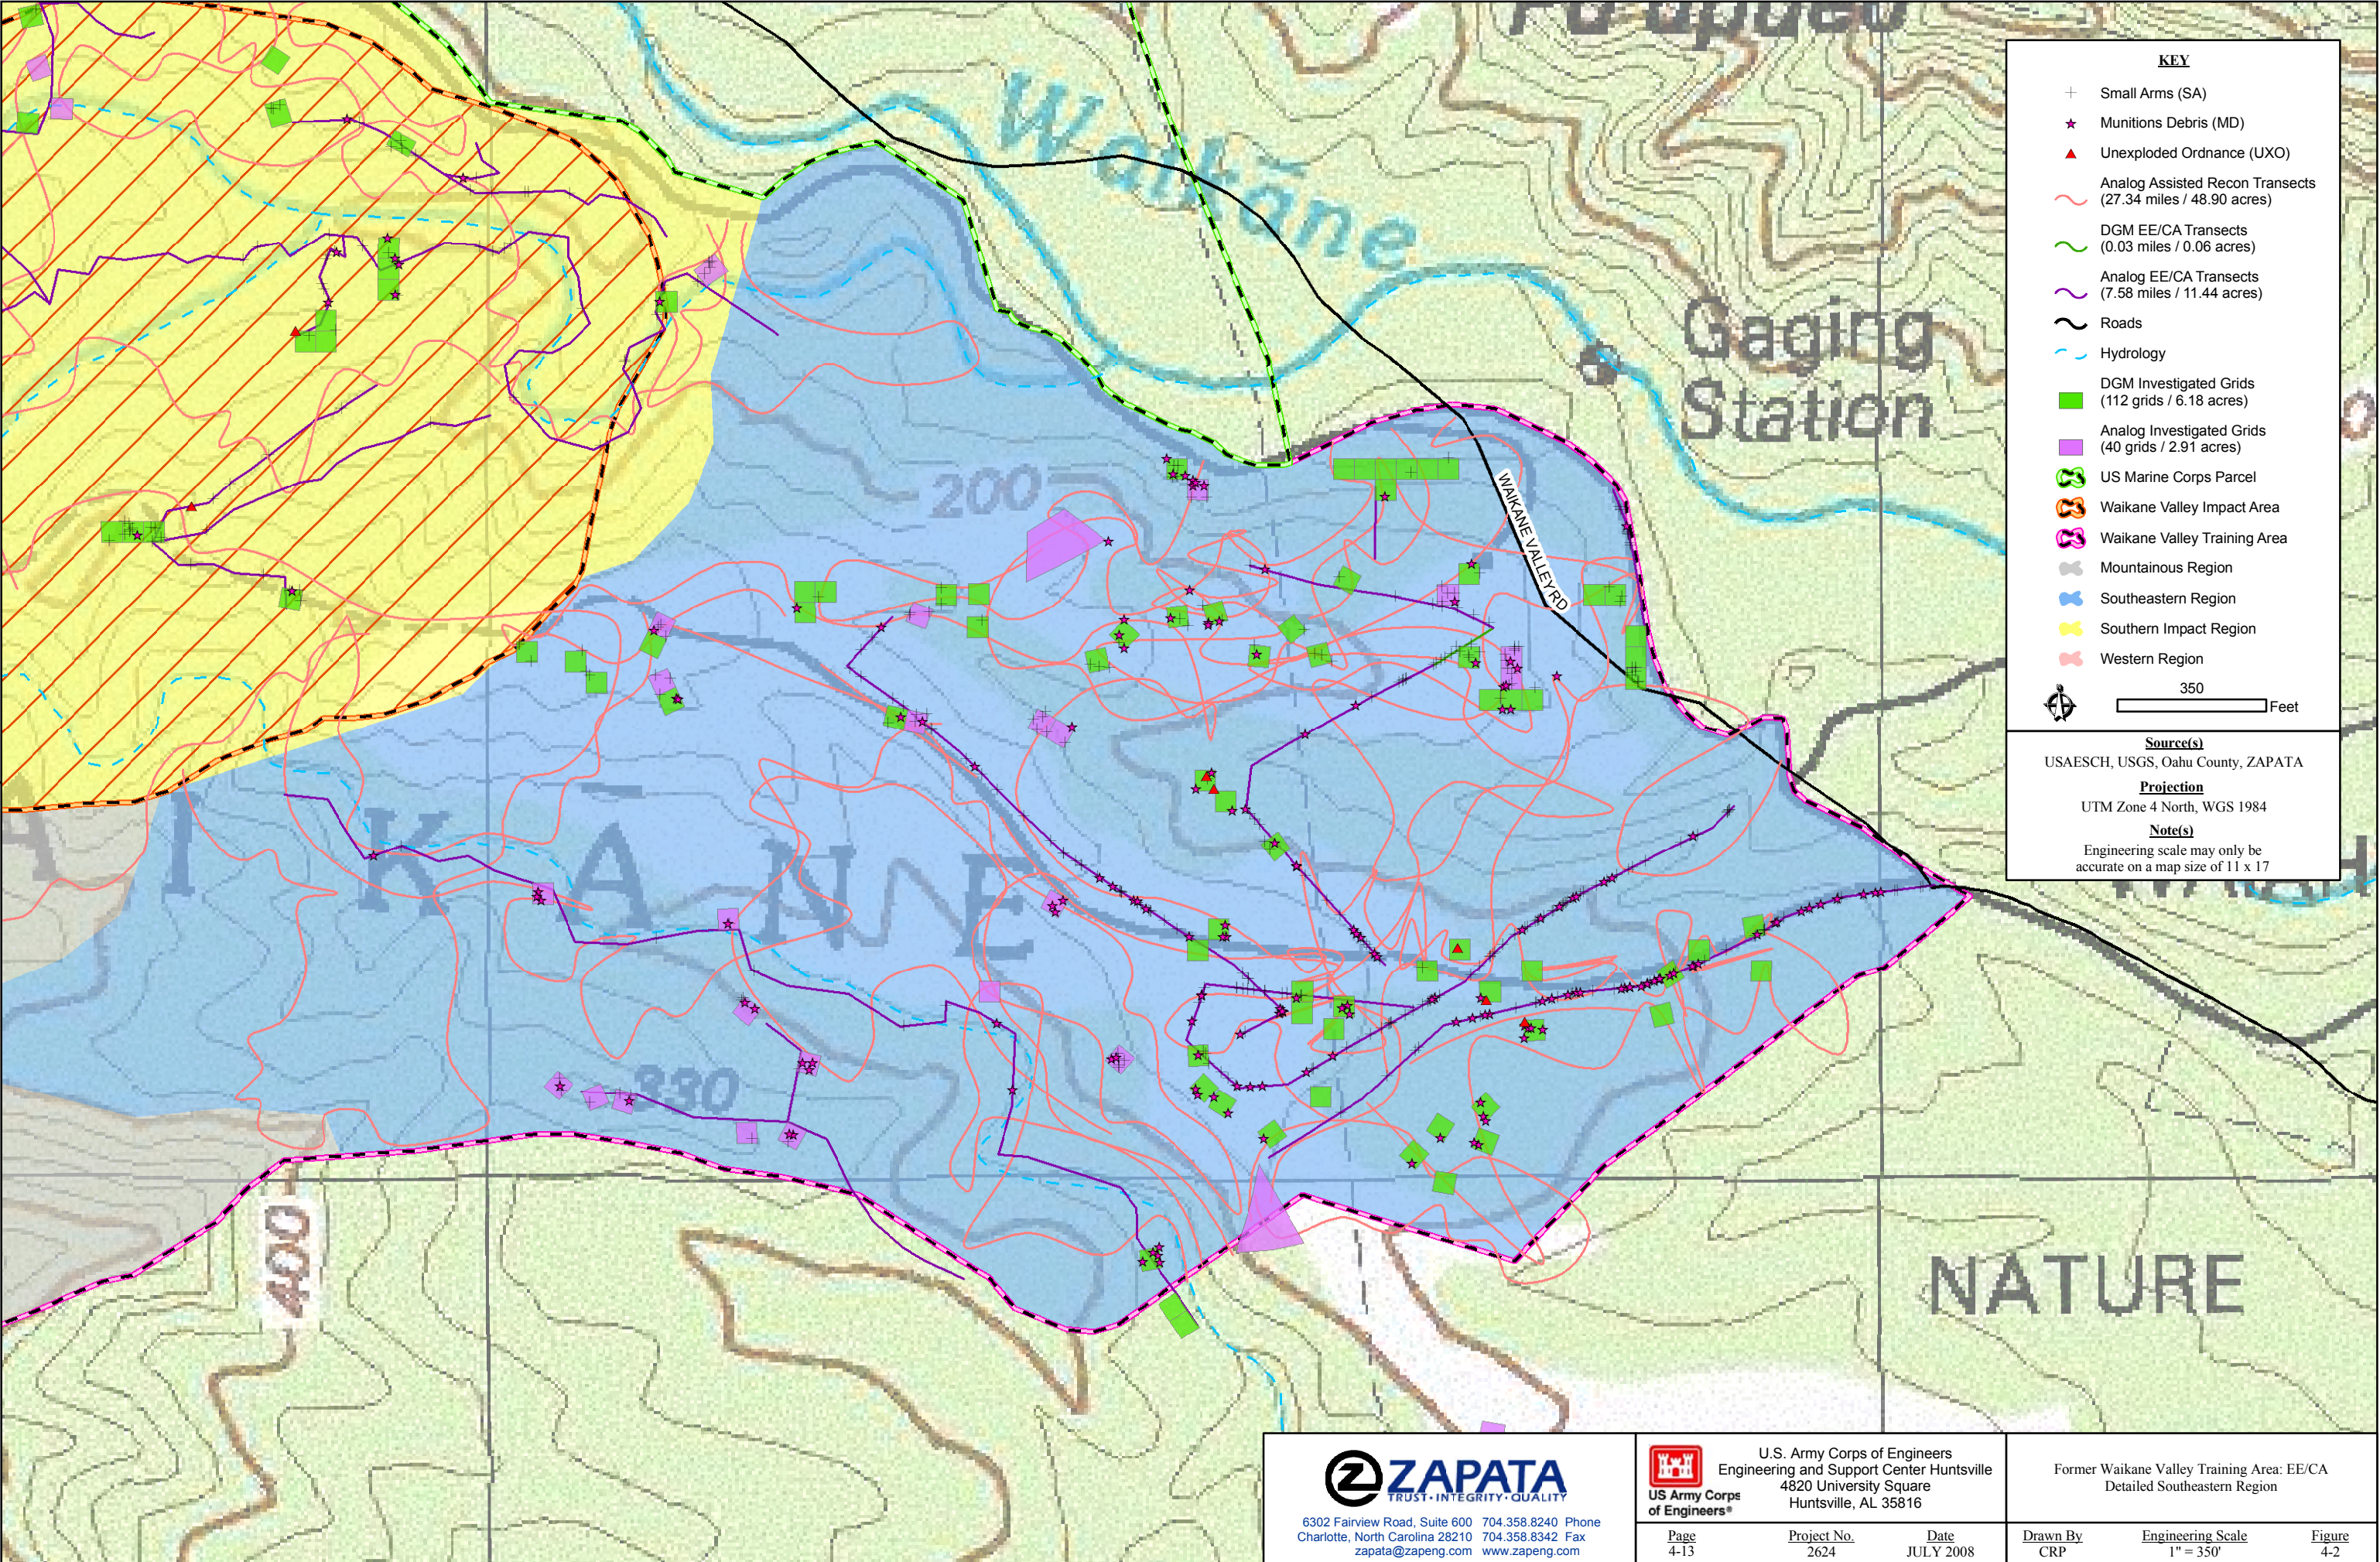 Waikāne
Gaging
Station
200
WAIKANE VALLEY RD
A I K A N E
330
400
NATURE
KEY
Small Arms (SA)
Munitions Debris (MD)
Unexploded Ordnance (UXO)
Analog Assisted Recon Transects
(27.34 miles / 48.90 acres)
DGM EE/CA Transects
(0.03 miles / 0.06 acres)
Analog EE/CA Transects
(7.58 miles / 11.44 acres)
Roads
Hydrology
DGM Investigated Grids
(112 grids / 6.18 acres)
Analog Investigated Grids
(40 grids / 2.91 acres)
US Marine Corps Parcel
Waikane Valley Impact Area
Waikane Valley Training Area
Mountainous Region
Southeastern Region
Southern Impact Region
Western Region
350
Feet
Source(s)
USAESCH, USGS, Oahu County, ZAPATA
Projection
UTM Zone 4 North, WGS 1984
Note(s)
Engineering scale may only be
accurate on a map size of 11 x 17
ZAPATA
TRUST·INTEGRITY·QUALITY
6302 Fairview Road, Suite 600 704.358.8240 Phone
Charlotte, North Carolina 28210 704.358.8342 Fax
zapata@zapeng.com www.zapeng.com
US Army Corps
of Engineers®
U.S. Army Corps of Engineers
Engineering and Support Center Huntsville
4820 University Square
Huntsville, AL 35816
Former Waikane Valley Training Area: EE/CA
Detailed Southeastern Region
Page
4-13
Project No.
2624
Date
JULY 2008
Drawn By
CRP
Engineering Scale
1" = 350'
Figure
4-2